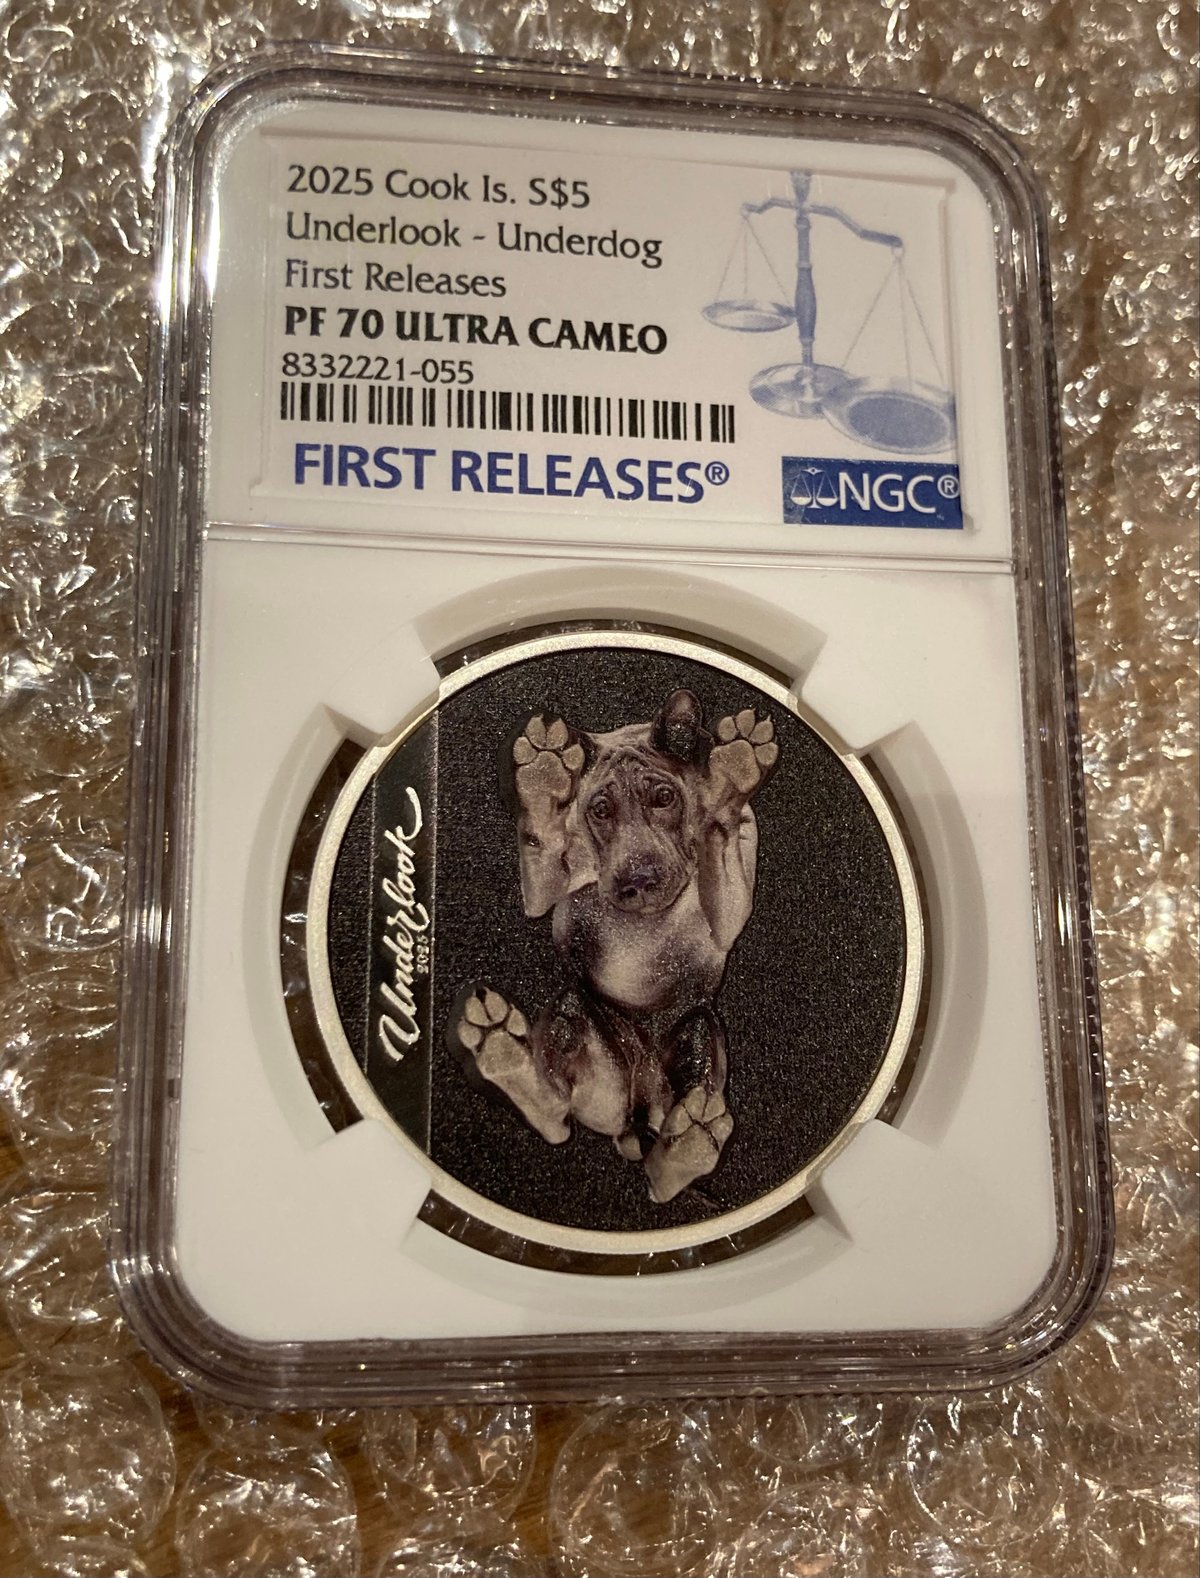 2025 Cook Is. S$5
Underlook - Underdog
First Releases
PF 70 ULTRA CAMEO
8332221-055
FIRST RELEASES®
NGC®
Underlook
2025